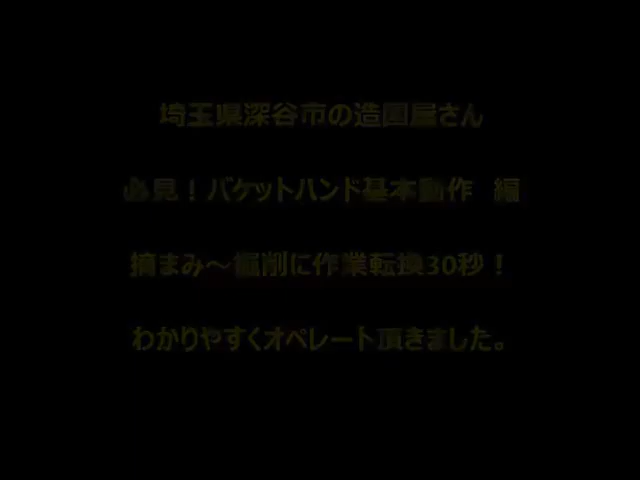 埼玉県深谷市の造園屋さん
必見！バケットハンド基本動作　編
摘まみ～掘削に作業転換30秒！
わかりやすくオペレート頂きました。